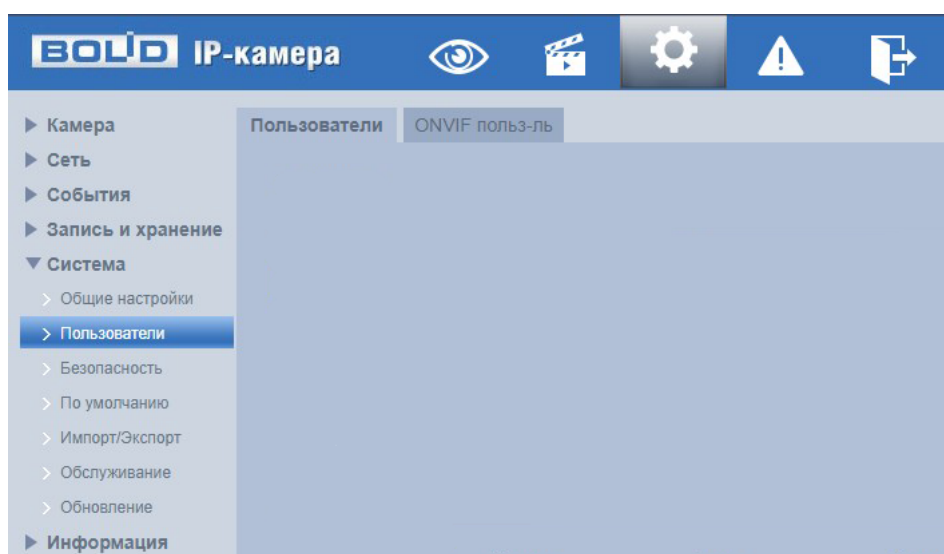 BOLID IP-камера
Камера
Пользователи ONVIF польз-ль
Сеть
События
Запись и хранение
Система
Общие настройки
Пользователи
Безопасность
По умолчанию
Импорт/Экспорт
Обслуживание
Обновление
Информация